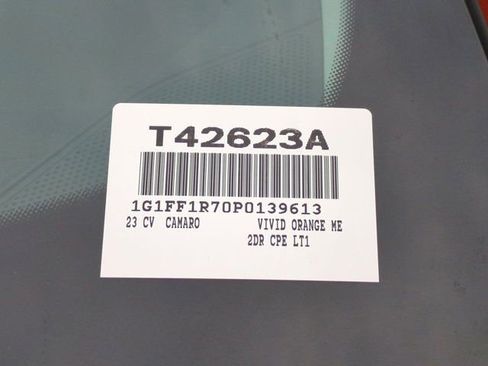 T42623A
1G1FF1R70P0139613
23 CV CAMARO VIVID ORANGE ME
2DR CPE LT1